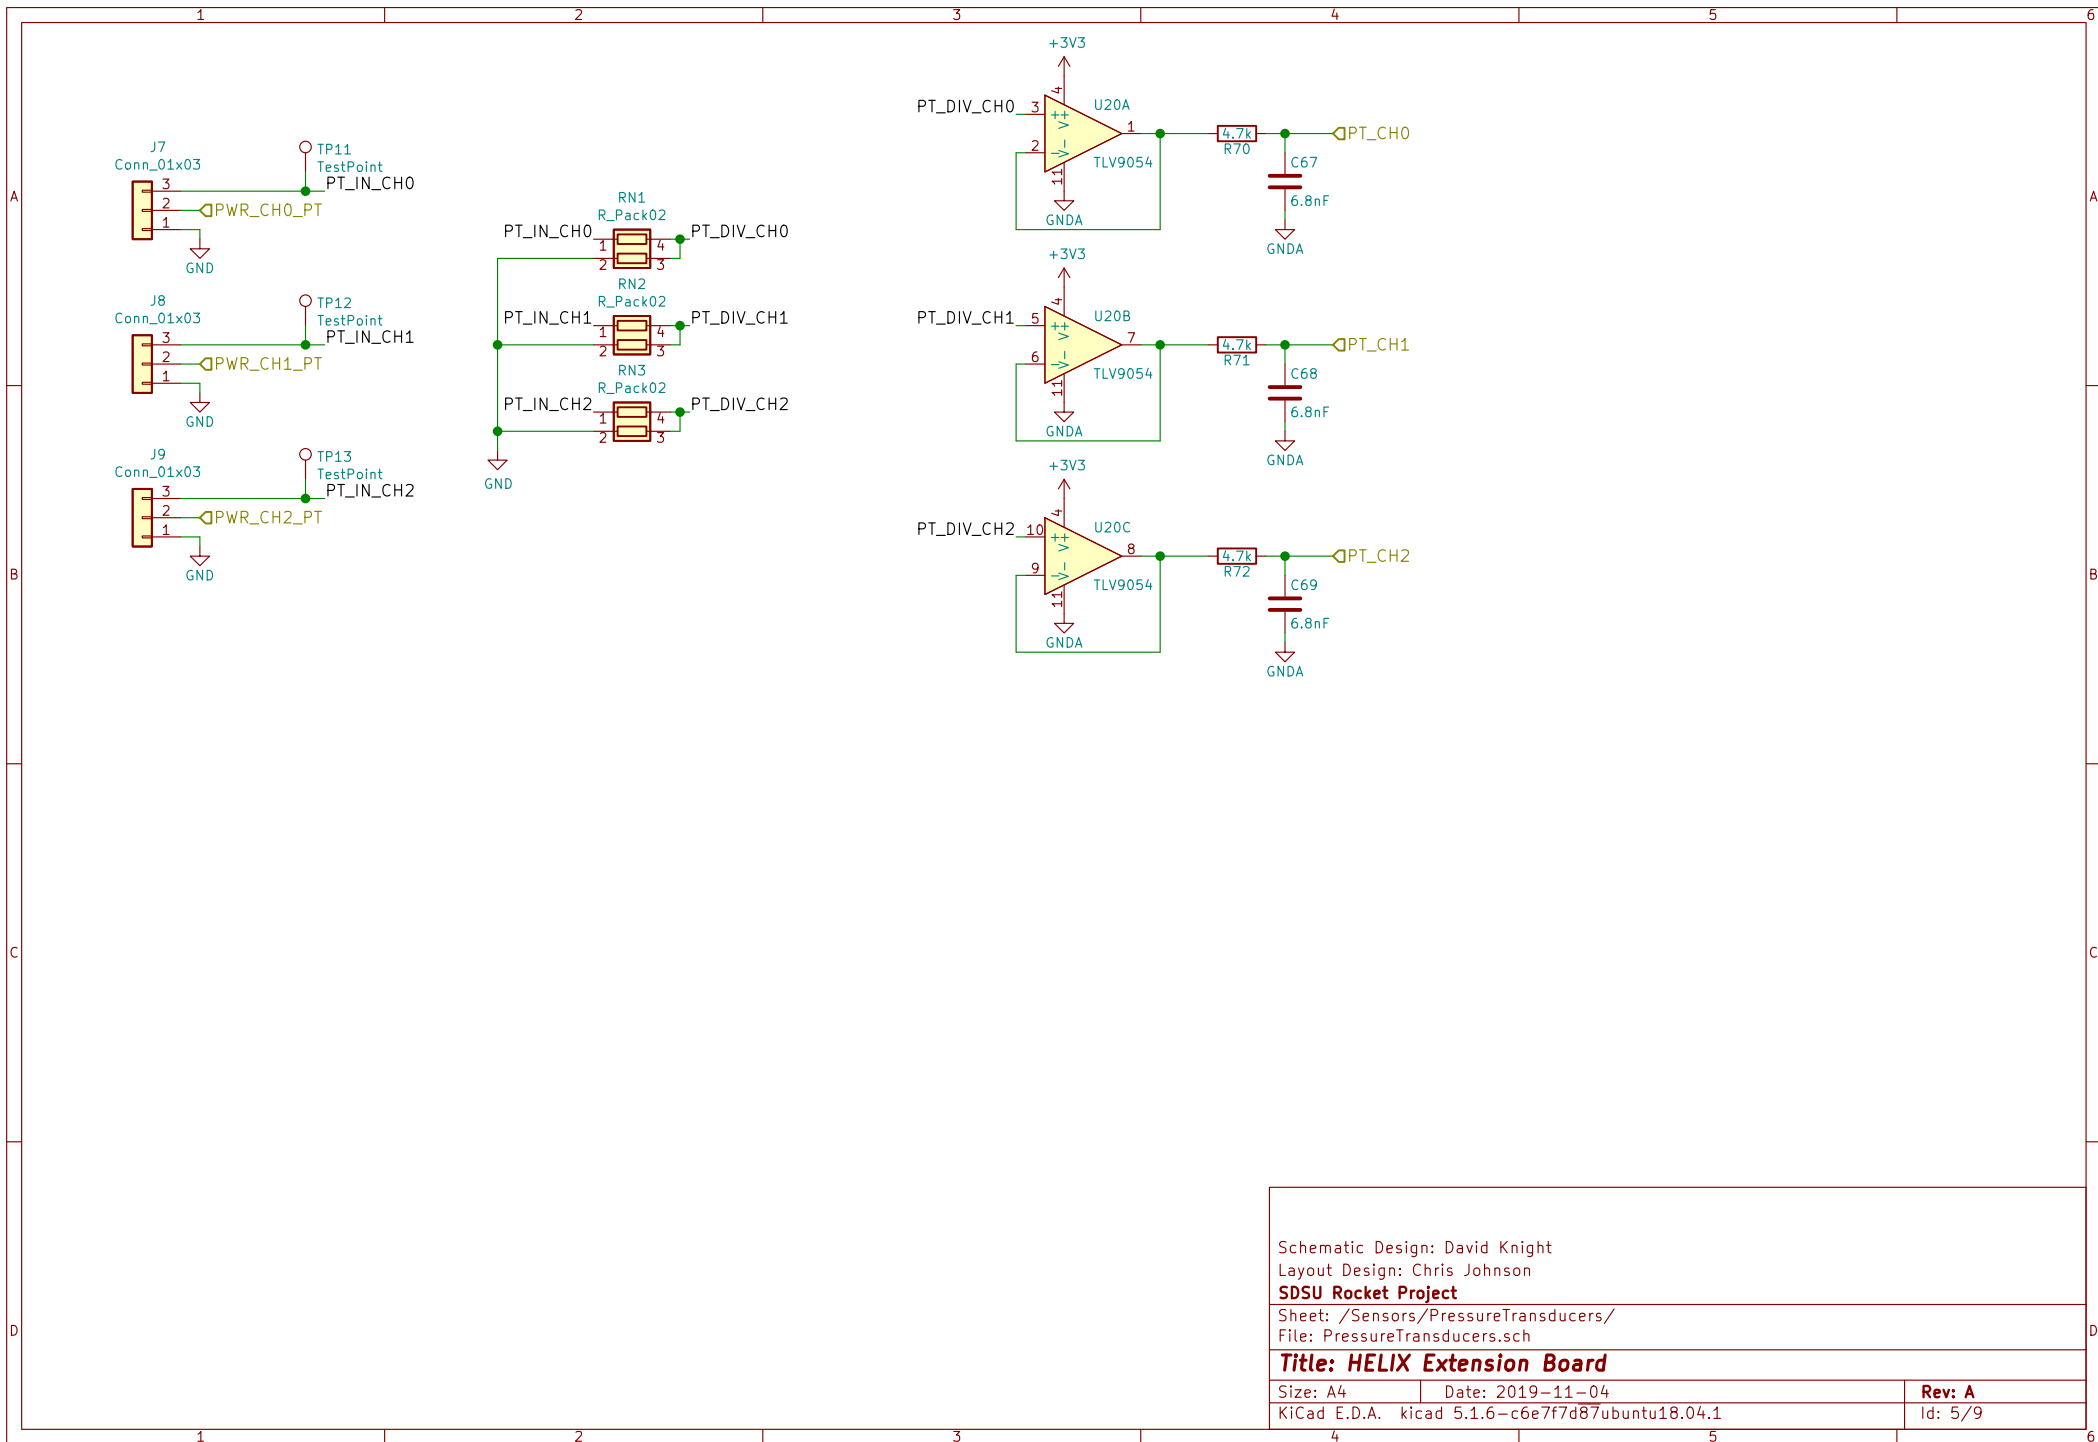 1 2 3 4 5 6
A
B
C
D
J7
Conn_01x03
3
2
1
TP11
TestPoint
PT_IN_CH0
PWR_CH0_PT
GND
J8
Conn_01x03
3
2
1
TP12
TestPoint
PT_IN_CH1
PWR_CH1_PT
GND
J9
Conn_01x03
3
2
1
TP13
TestPoint
PT_IN_CH2
PWR_CH2_PT
GND
RN1
R_Pack02
PT_IN_CH0
1
2
4
3
PT_DIV_CH0
RN2
R_Pack02
PT_IN_CH1
1
2
4
3
PT_DIV_CH1
RN3
R_Pack02
PT_IN_CH2
1
2
4
3
PT_DIV_CH2
GND
+3V3
PT_DIV_CH0
3
2
4
11
++
-
V
V-
1
U20A
TLV9054
GNDA
4.7k
R70
C67
6.8nF
GNDA
PT_CH0
+3V3
PT_DIV_CH1
5
6
4
11
++
-
V
V-
7
U20B
TLV9054
GNDA
4.7k
R71
C68
6.8nF
GNDA
PT_CH1
+3V3
PT_DIV_CH2
10
9
4
11
++
-
V
V-
8
U20C
TLV9054
GNDA
4.7k
R72
C69
6.8nF
GNDA
PT_CH2
A
B
C
D
Schematic Design: David Knight
Layout Design: Chris Johnson
SDSU Rocket Project
Sheet: /Sensors/PressureTransducers/
File: PressureTransducers.sch
Title: HELIX Extension Board
Size: A4 Date: 2019-11-04 Rev: A
KiCad E.D.A. kicad 5.1.6-c6e7f7d87ubuntu18.04.1 Id: 5/9
1 2 3 4 5 6